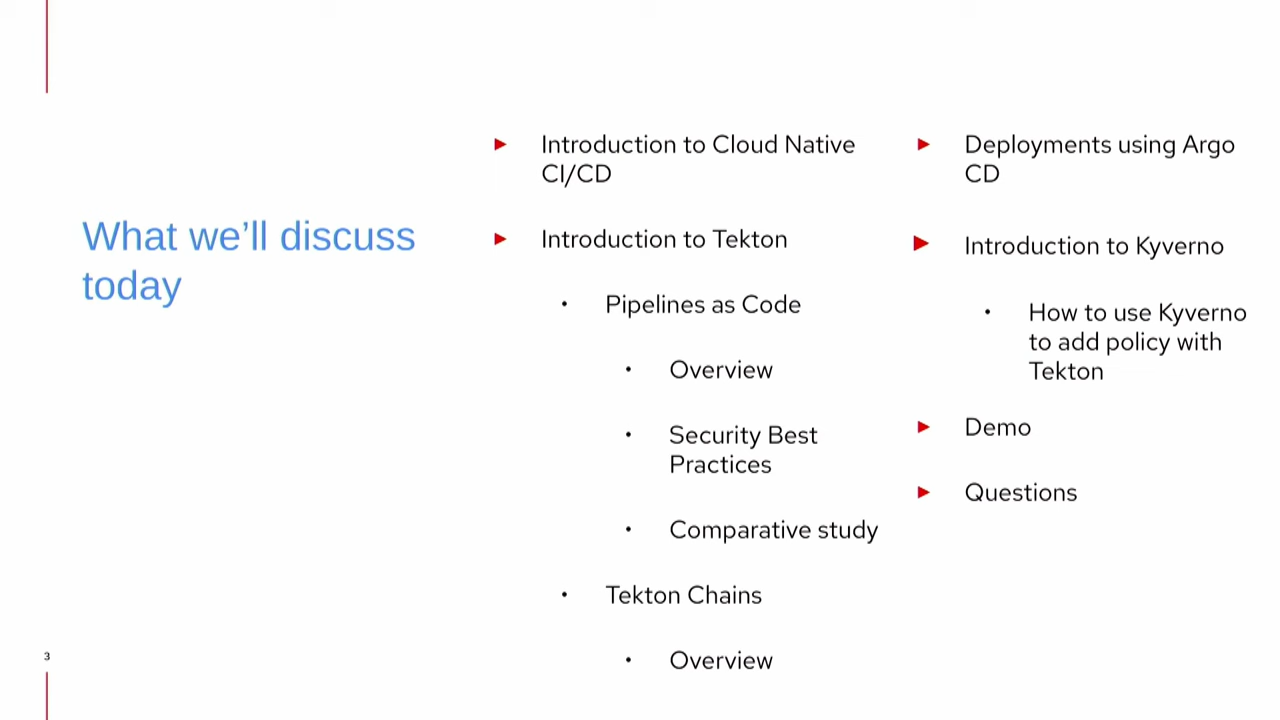 What we’ll discuss
today
► Introduction to Cloud Native
CI/CD
► Introduction to Tekton
• Pipelines as Code
• Overview
• Security Best
Practices
• Comparative study
• Tekton Chains
• Overview
► Deployments using Argo
CD
► Introduction to Kyverno
• How to use Kyverno
to add policy with
Tekton
► Demo
► Questions
3